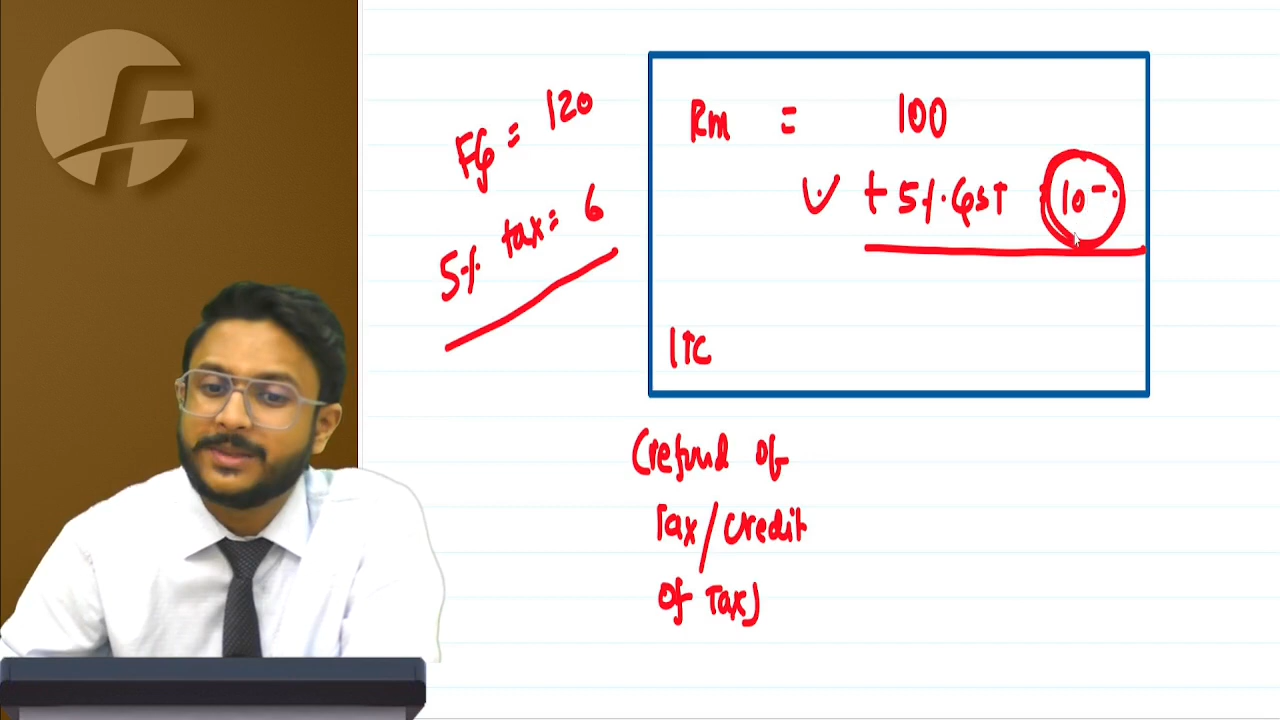 FG = 120
5% tax = 6
Rm = 100
+ 5% GST 10-
ITC
(refund of
Tax/credit
of Tax)